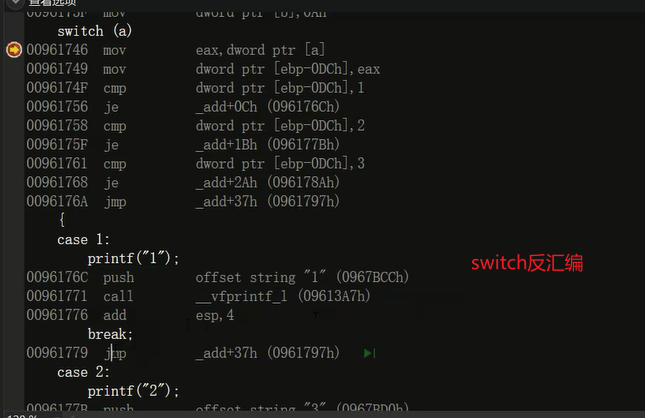 查看选项
0096173F  mov  dword ptr [b],0Ah
switch (a)
00961746  mov  eax,dword ptr [a]
00961749  mov  dword ptr [ebp-0DCh],eax
0096174F  cmp  dword ptr [ebp-0DCh],1
00961756  je  _add+0Ch (096176Ch)
00961758  cmp  dword ptr [ebp-0DCh],2
0096175F  je  _add+1Bh (096177Bh)
00961761  cmp  dword ptr [ebp-0DCh],3
00961768  je  _add+2Ah (096178Ah)
0096176A  jmp  _add+37h (0961797h)
{
case 1:
printf("1");
switch反汇编
0096176C  push  offset string "1" (0967BCCh)
00961771  call  __vfprintf_l (09613A7h)
00961776  add  esp,4
break;
00961779  jmp  _add+37h (0961797h)
case 2:
printf("2");
0096177B  push  offset string "3" (0967BD0h)